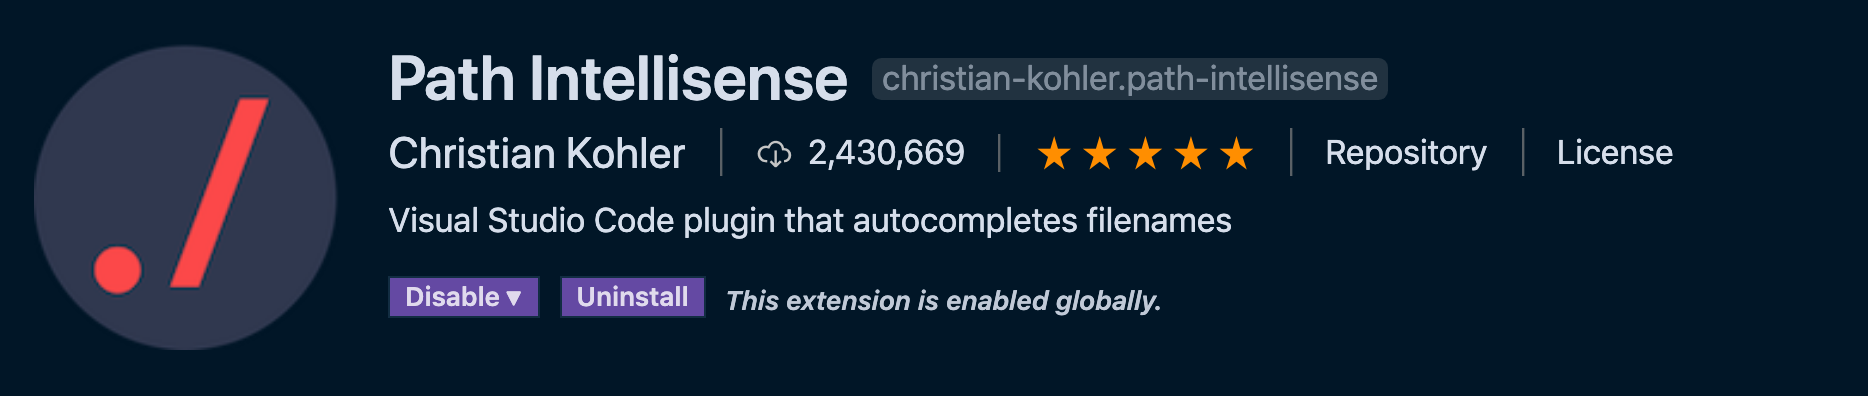 ./
Path Intellisense christian-kohler.path-intellisense
Christian Kohler | 2,430,669 | ★★★★★ | Repository | License
Visual Studio Code plugin that autocompletes filenames
Disable ▾ Uninstall This extension is enabled globally.